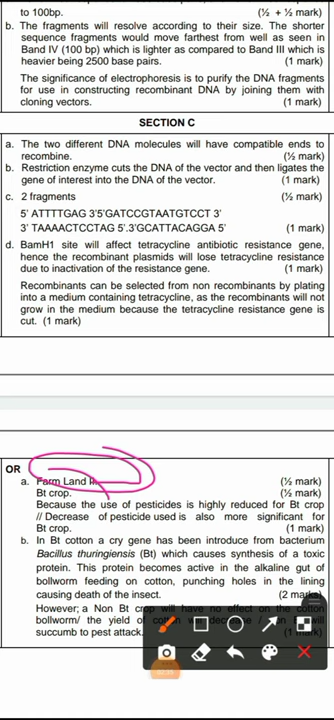 to 100bp. (½ + ½ mark)
b. The fragments will resolve according to their size. The shorter
sequence fragments would move farthest from well as seen in
Band IV (100 bp) which is lighter as compared to Band III which is
heavier being 2500 base pairs. (1 mark)
The significance of electrophoresis is to purify the DNA fragments
for use in constructing recombinant DNA by joining them with
cloning vectors. (1 mark)
SECTION C
a. The two different DNA molecules will have compatible ends to
recombine. (½ mark)
b. Restriction enzyme cuts the DNA of the vector and then ligates the
gene of interest into the DNA of the vector. (1 mark)
c. 2 fragments (½ mark)
5' ATTTTGAG 3'5'GATCCGTAATGTCCT 3'
3' TAAAACTCCTAG 5'.3'GCATTACAGGA 5' (1 mark)
d. BamH1 site will affect tetracycline antibiotic resistance gene,
hence the recombinant plasmids will lose tetracycline resistance
due to inactivation of the resistance gene. (1 mark)
Recombinants can be selected from non recombinants by plating
into a medium containing tetracycline, as the recombinants will not
grow in the medium because the tetracycline resistance gene is
cut. (1 mark)
OR
a. Farm Land (½ mark)
Bt crop. (½ mark)
Because the use of pesticides is highly reduced for Bt crop
// Decrease of pesticide used is also more significant for
Bt crop. (1 mark)
b. In Bt cotton a cry gene has been introduce from bacterium
Bacillus thuringiensis (Bt) which causes synthesis of a toxic
protein. This protein becomes active in the alkaline gut of
bollworm feeding on cotton, punching holes in the lining
causing death of the insect. (2 marks)
However; a Non Bt crop will have no effect on the cotton
bollworm/ the yield of cotton will decrease / will
succumb to pest attack. (1 mark)